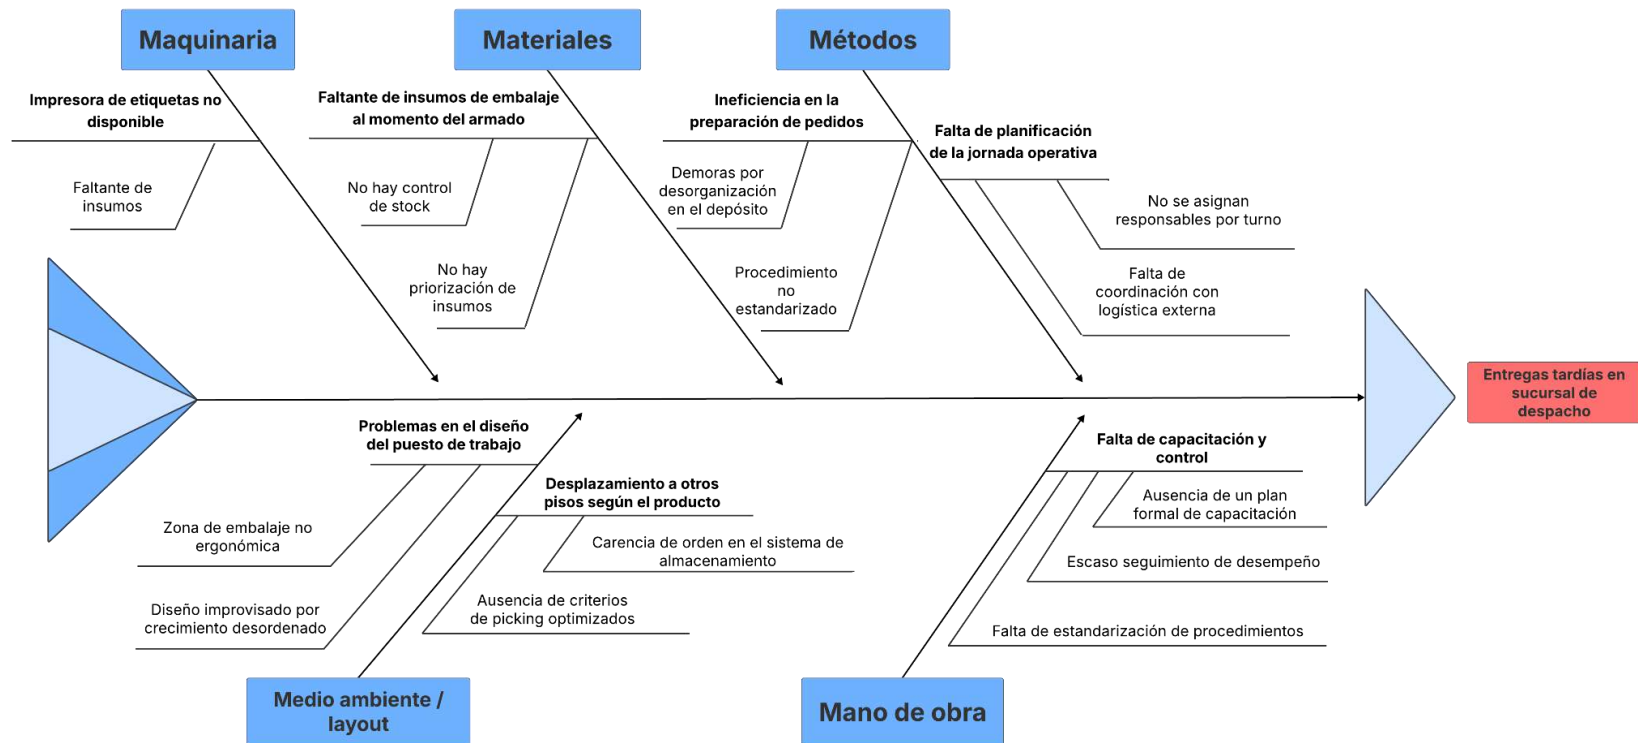 Maquinaria
Materiales
Métodos
Impresora de etiquetas no
disponible
Faltante de
insumos
Faltante de insumos de embalaje
al momento del armado
No hay control
de stock
No hay
priorización de
insumos
Ineficiencia en la
preparación de pedidos
Demoras por
desorganización
en el depósito
Procedimiento
no
estandarizado
Falta de planificación
de la jornada operativa
No se asignan
responsables por turno
Falta de
coordinación con
logística externa
Entregas tardías en
sucursal de
despacho
Problemas en el diseño
del puesto de trabajo
Zona de embalaje no
ergonómica
Diseño improvisado por
crecimiento desordenado
Desplazamiento a otros
pisos según el producto
Carencia de orden en el sistema de
almacenamiento
Ausencia de criterios
de picking optimizados
Falta de capacitación y
control
Ausencia de un plan
formal de capacitación
Escaso seguimiento de desempeño
Falta de estandarización de procedimientos
Medio ambiente /
layout
Mano de obra